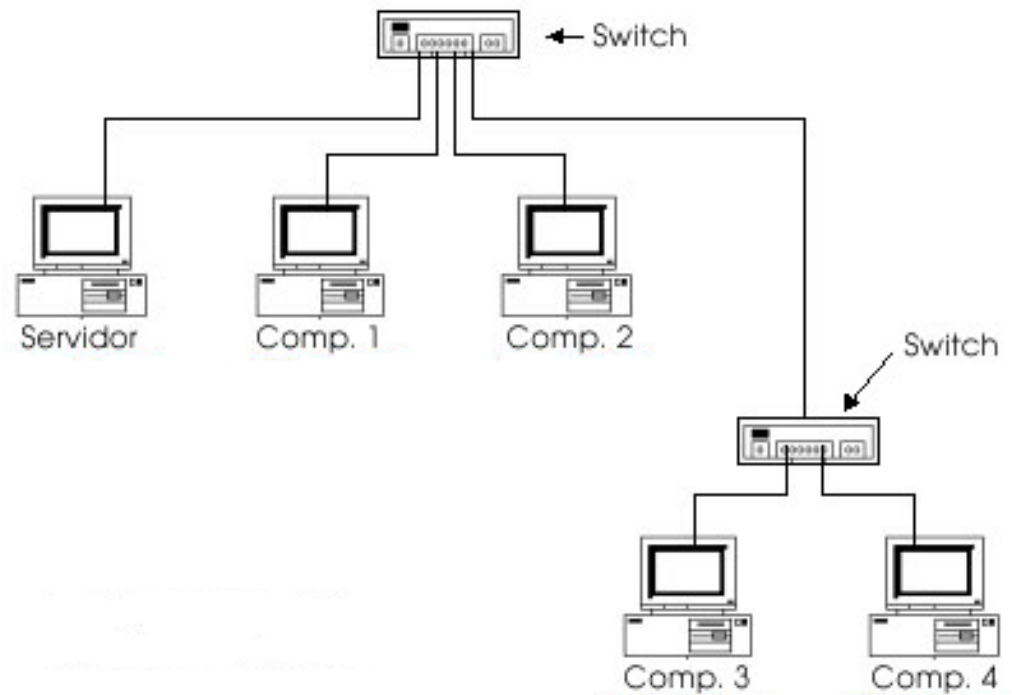 Switch
Servidor
Comp. 1
Comp. 2
Switch
Comp. 3
Comp. 4